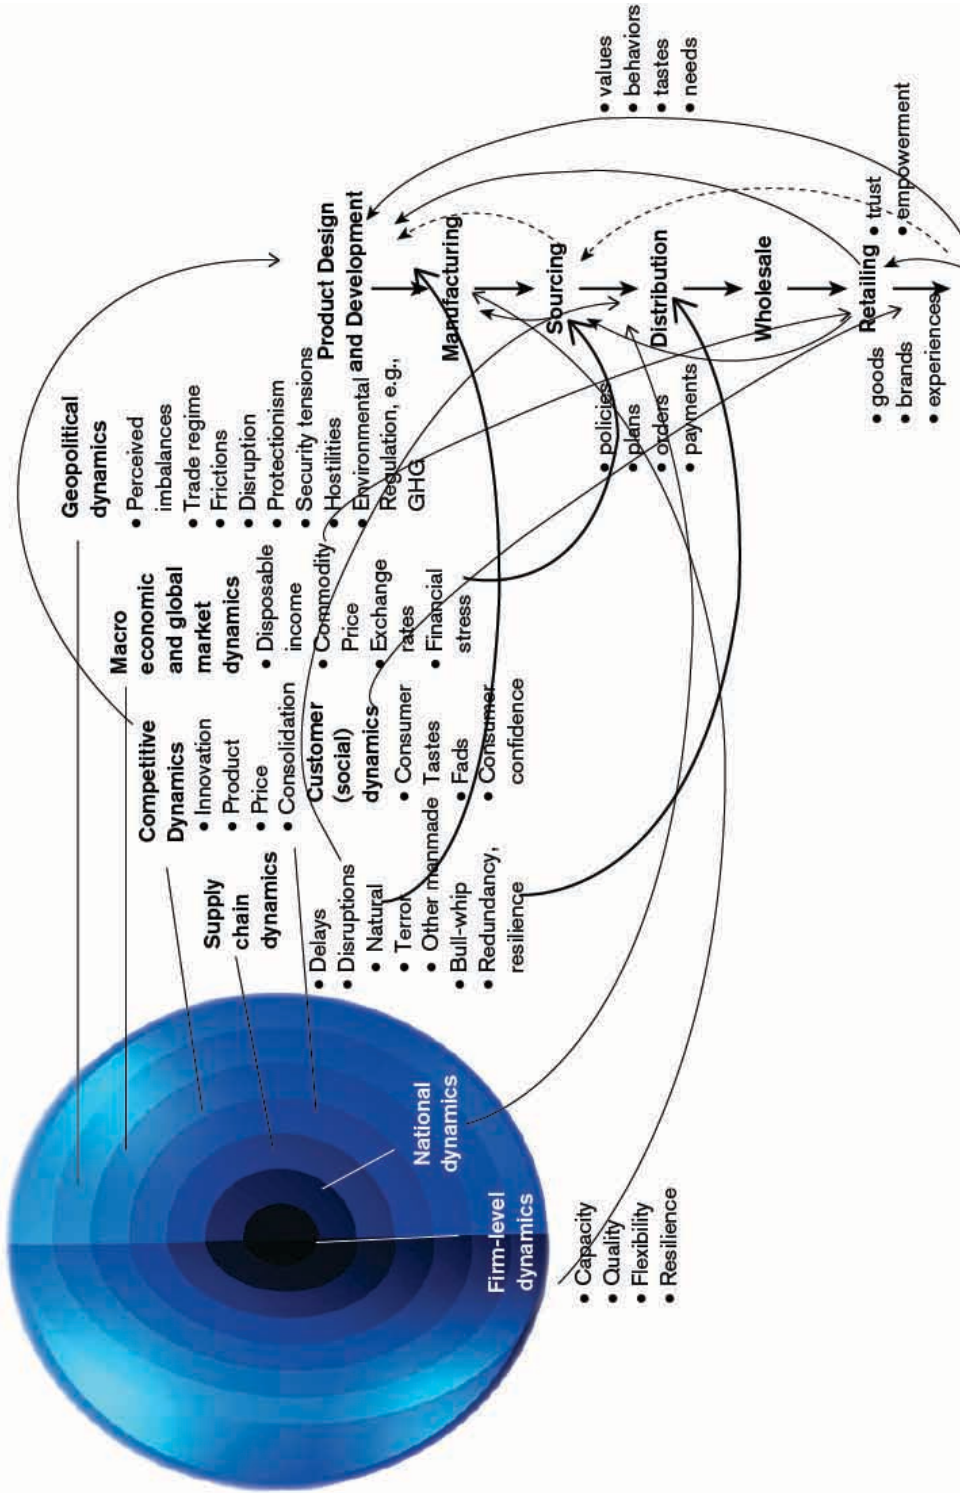 Geopolitical
dynamics
• Perceived
imbalances
• Trade regime
• Frictions
• Disruption
• Protectionism
• Security tensions
• Hostilities
• Environmental
Regulation, e.g.,
GHG
Macro
economic
and global
market
dynamics
• Disposable
income
• Commodity
Price
• Exchange
rates
• Financial
stress
Competitive
Dynamics
• Innovation
• Product
• Price
• Consolidation
Customer
(social)
dynamics
• Consumer
Tastes
• Fads
• Consumer
confidence
Supply
chain
dynamics
• Delays
• Disruptions
• Natural
• Terror
• Other manmade
• Bull-whip
• Redundancy,
resilience
National
dynamics
Firm-level
dynamics
• Capacity
• Quality
• Flexibility
• Resilience
Product Design
and Development
Manufacturing
Sourcing
Distribution
Wholesale
Retailing
• policies
• plans
• orders
• payments
• goods
• brands
• experiences
• values
• behaviors
• tastes
• needs
• trust
• empowerment